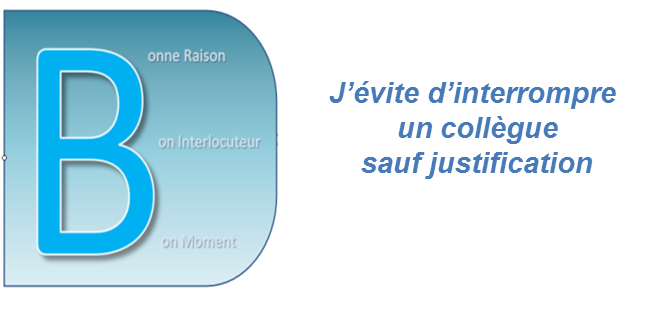 B
onne Raison
on Interlocuteur
on Moment
J'évite d'interrompre
un collègue
sauf justification